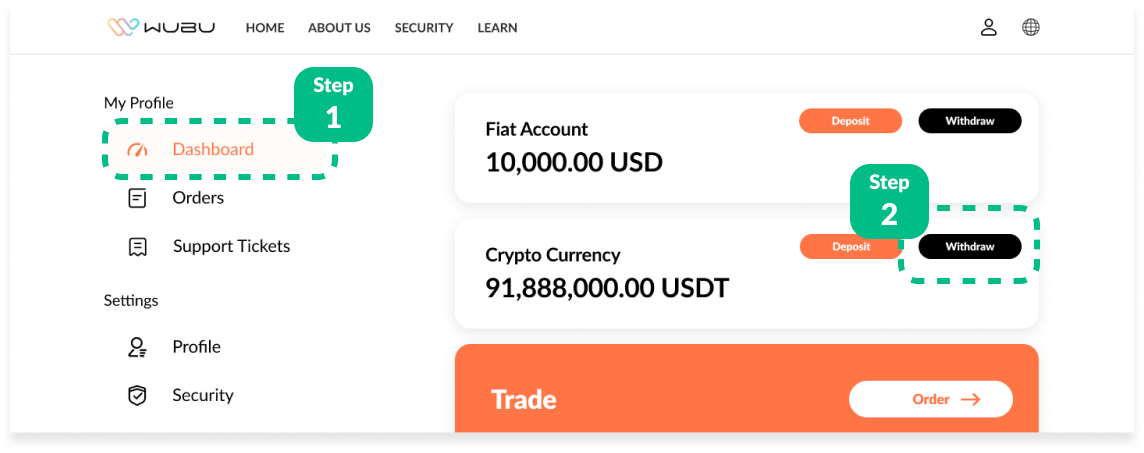 WUBU HOME ABOUT US SECURITY LEARN
My Profile
Step
1
Dashboard
Orders
Support Tickets
Settings
Profile
Security
Fiat Account
10,000.00 USD
Deposit
Withdraw
Step
2
Crypto Currency
91,888,000.00 USDT
Deposit
Withdraw
Trade
Order